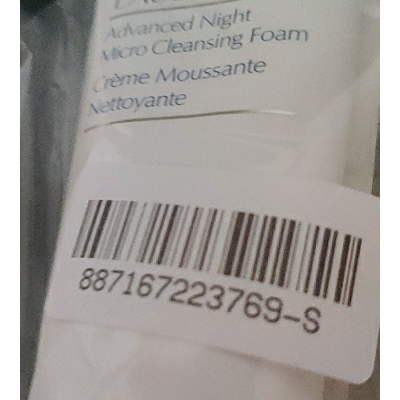 Advanced Night
Micro Cleansing Foam
Crème Moussante
Nettoyante
887167223769-S